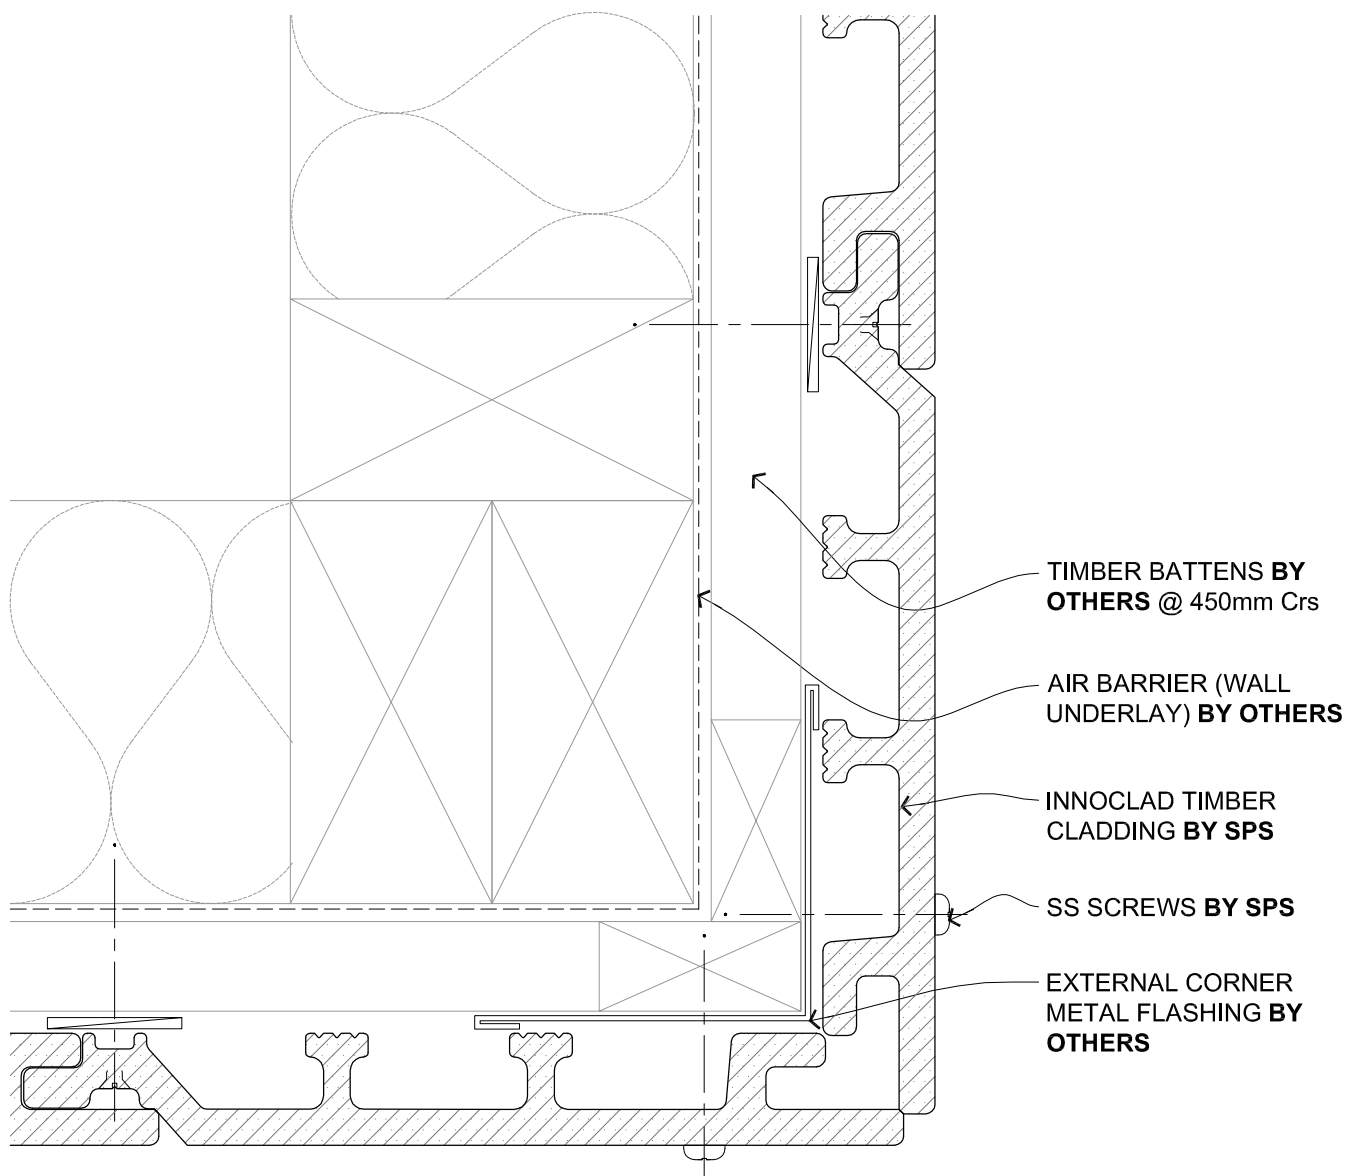 TIMBER BATTENS BY
OTHERS @ 450mm Crs
AIR BARRIER (WALL
UNDERLAY) BY OTHERS
INNOCLAD TIMBER
CLADDING BY SPS
SS SCREWS BY SPS
EXTERNAL CORNER
METAL FLASHING BY
OTHERS